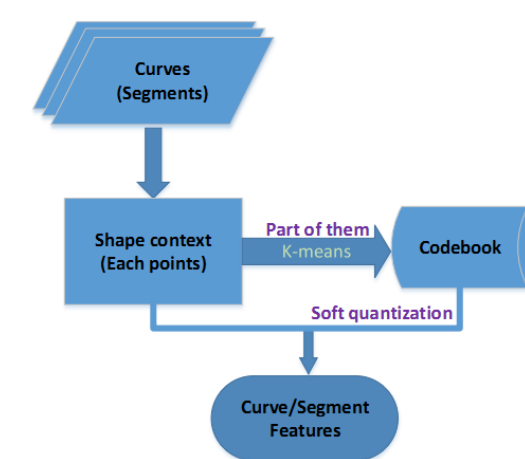 Curves
(Segments)
Shape context
(Each points)
Part of them
K-means
Codebook
Soft quantization
Curve/Segment
Features